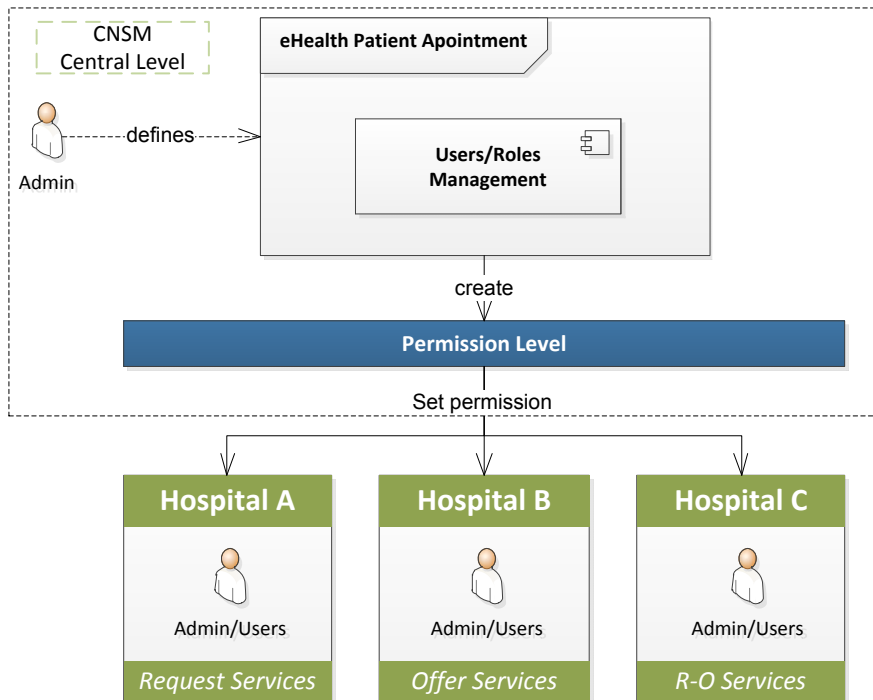 CNSM
Central Level
eHealth Patient Apointment
defines
Admin
Users/Roles
Management
create
Permission Level
Set permission
Hospital A
Hospital B
Hospital C
Admin/Users
Admin/Users
Admin/Users
Request Services
Offer Services
R-O Services